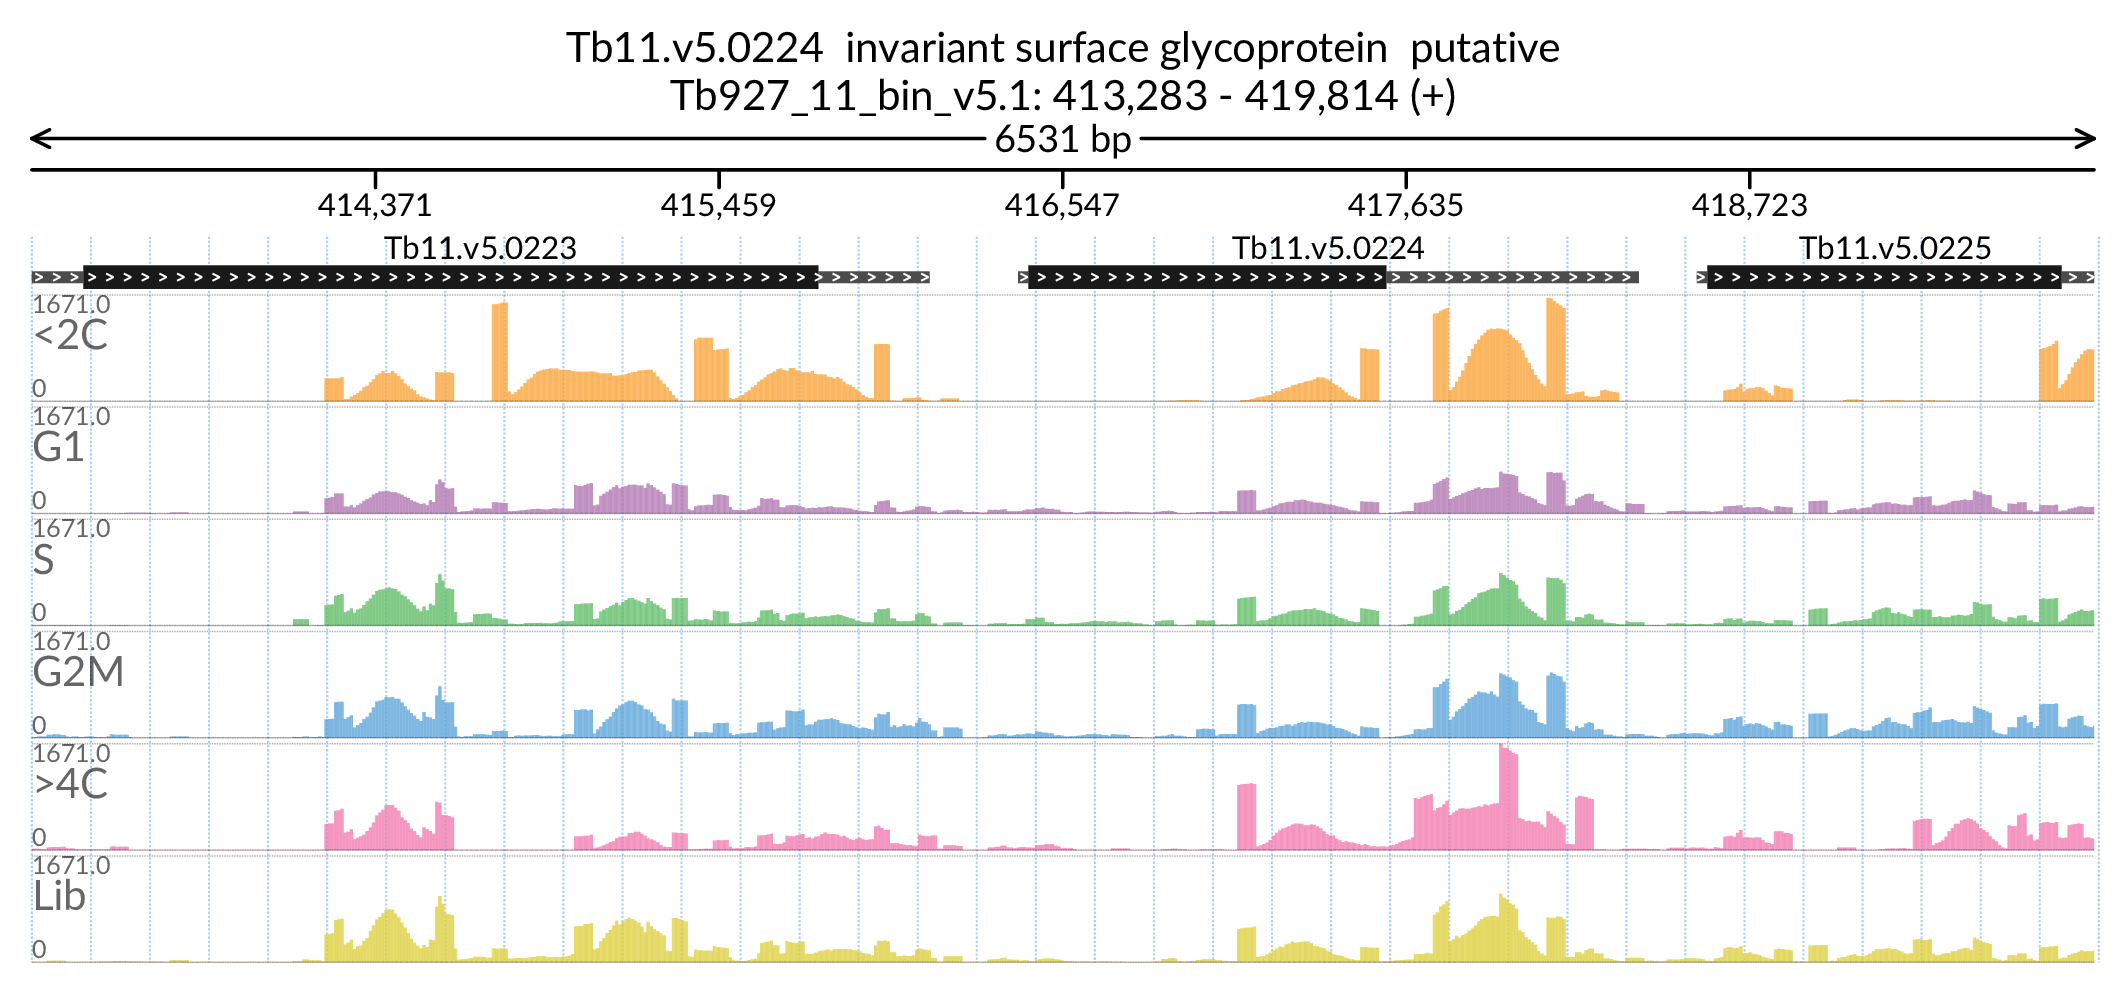 Tb11.v5.0224  invariant surface glycoprotein  putative
Tb927_11_bin_v5.1: 413,283 - 419,814 (+)
6531 bp
414,371 415,459 416,547 417,635 418,723
Tb11.v5.0223 Tb11.v5.0224 Tb11.v5.0225
1671.0
<2C
0
1671.0
G1
0
1671.0
S
0
1671.0
G2M
0
1671.0
>4C
0
1671.0
Lib
0